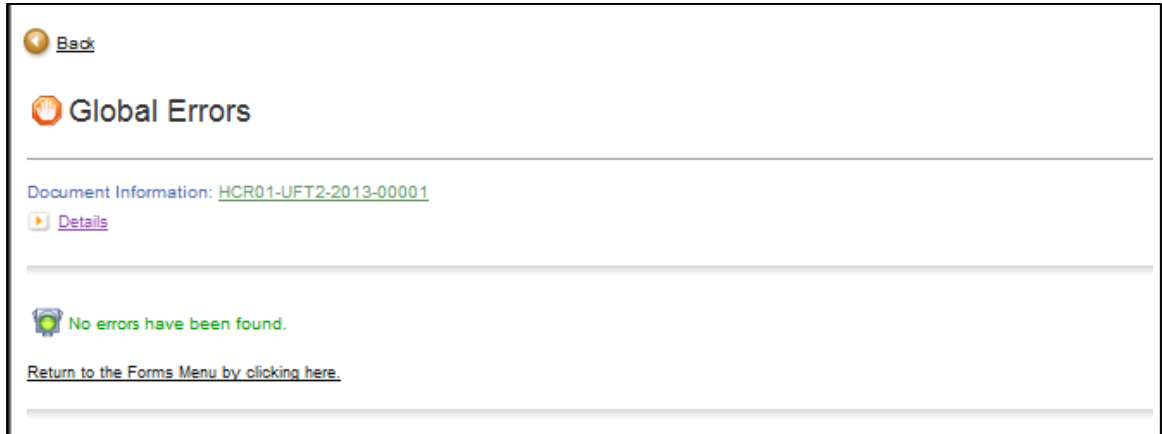 Back
Global Errors
Document Information: HCR01-UFT2-2013-00001
Details
No errors have been found.
Return to the Forms Menu by clicking here.